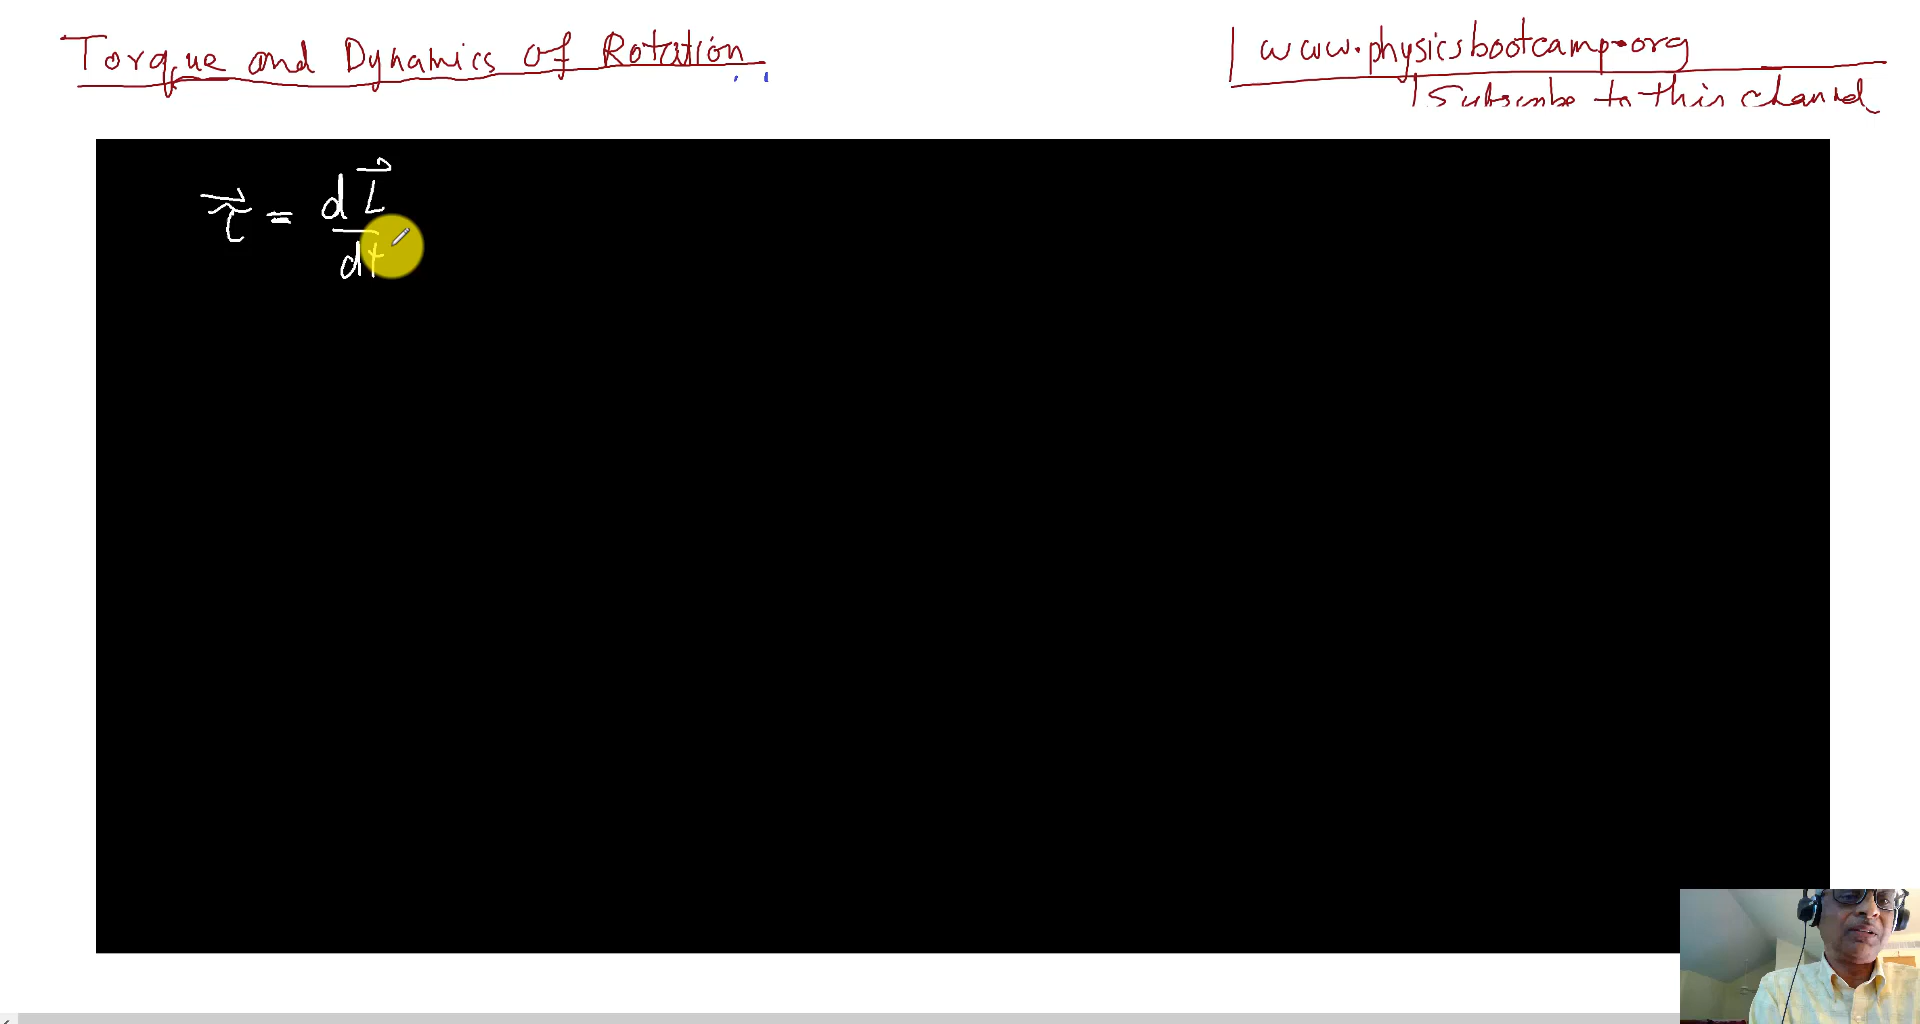 Torque and Dynamics of Rotation
www.physicsbootcamp.org
Subscribe to this channel
τ⃗ = dL⃗/dt